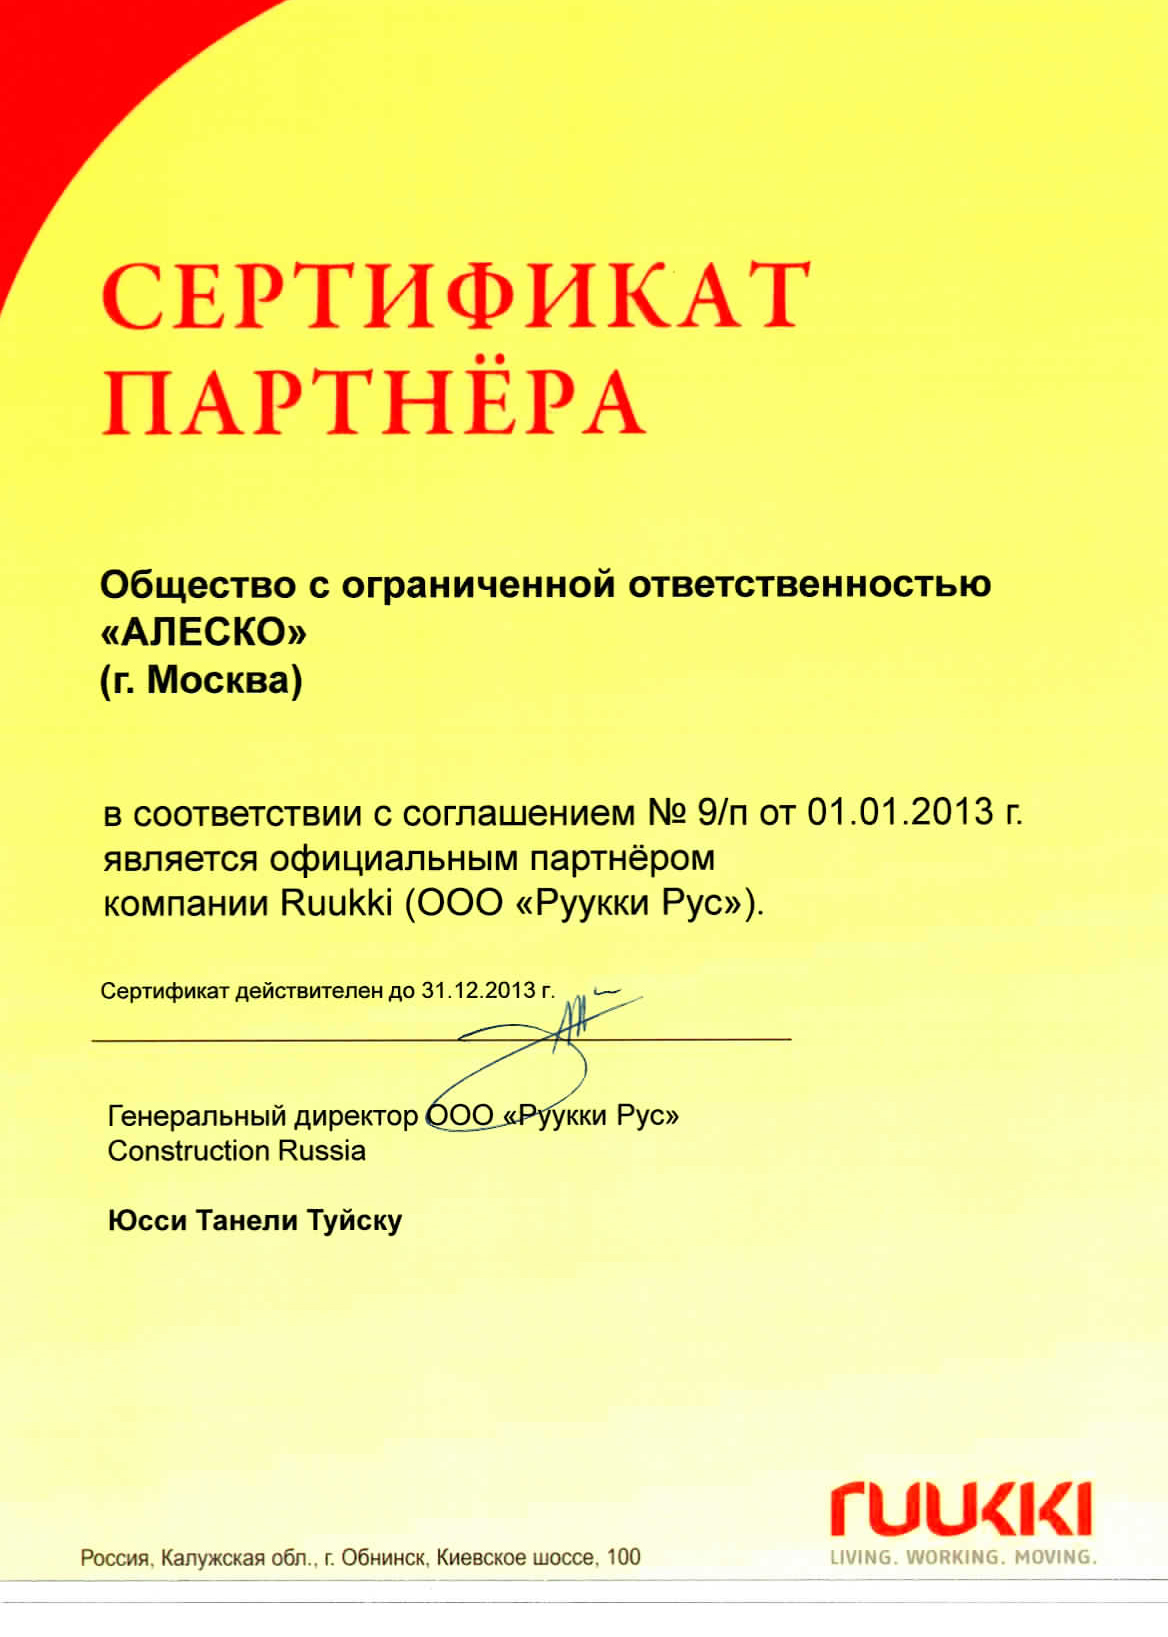 СЕРТИФИКАТ
ПАРТНЁРА
Общество с ограниченной ответственностью
«АЛЕСКО»
(г. Москва)
в соответствии с соглашением № 9/п от 01.01.2013 г.
является официальным партнёром
компании Ruukki (ООО «Руукки Рус»).
Сертификат действителен до 31.12.2013 г.
Генеральный директор ООО «Руукки Рус»
Construction Russia
Юсси Танели Туйску
ruukki
Россия, Калужская обл., г. Обнинск, Киевское шоссе, 100
LIVING. WORKING. MOVING.